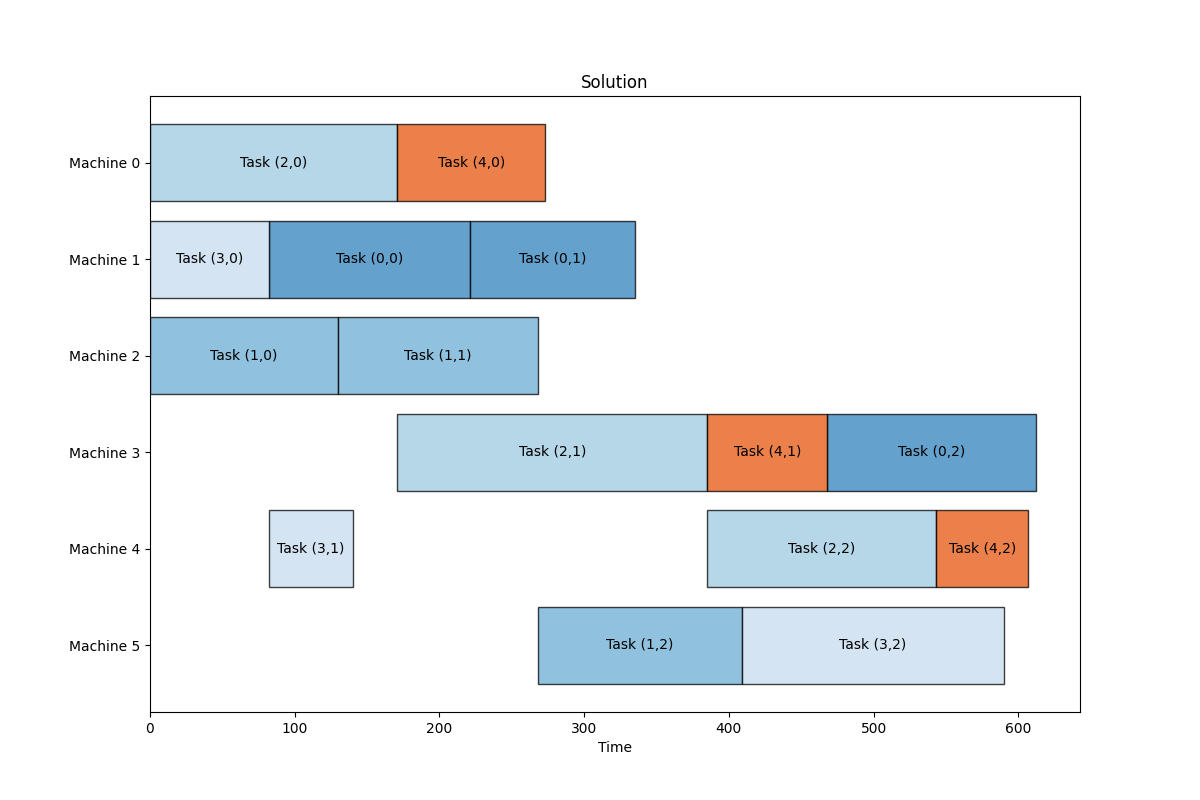 Solution
Machine 0
Task (2,0)
Task (4,0)
Machine 1
Task (3,0)
Task (0,0)
Task (0,1)
Machine 2
Task (1,0)
Task (1,1)
Machine 3
Task (2,1)
Task (4,1)
Task (0,2)
Machine 4
Task (3,1)
Task (2,2)
Task (4,2)
Machine 5
Task (1,2)
Task (3,2)
0 100 200 300 400 500 600
Time